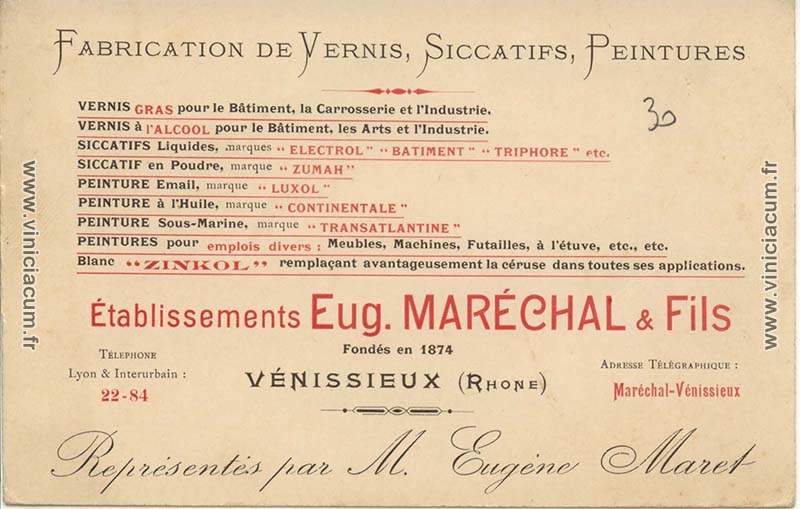 FABRICATION DE VERNIS, SICCATIFS, PEINTURES
30
VERNIS GRAS pour le Bâtiment, la Carrosserie et l'Industrie.
VERNIS à l'ALCOOL pour le Bâtiment, les Arts et l'Industrie.
SICCATIFS Liquides, marques "ELECTROL" "BATIMENT" "TRIPHORE" etc.
SICCATIF en Poudre, marque "ZUMAH"
PEINTURE Email, marque "LUXOL"
PEINTURE à l'Huile, marque "CONTINENTALE"
PEINTURE Sous-Marine, marque "TRANSATLANTINE"
PEINTURES pour emplois divers : Meubles, Machines, Futailles, à l'étuve, etc., etc.
Blanc "ZINKOL" remplaçant avantageusement la céruse dans toutes ses applications.
Établissements Eug. MARÉCHAL & Fils
Fondés en 1874
TÉLEPHONE
Lyon & Interurbain :
22-84
VÉNISSIEUX (RHONE)
ADRESSE TÉLÉGRAPHIQUE :
Maréchal-Vénissieux
Représentés par M. Eugène Maret
www.viniciacum.fr
www.viniciacum.fr